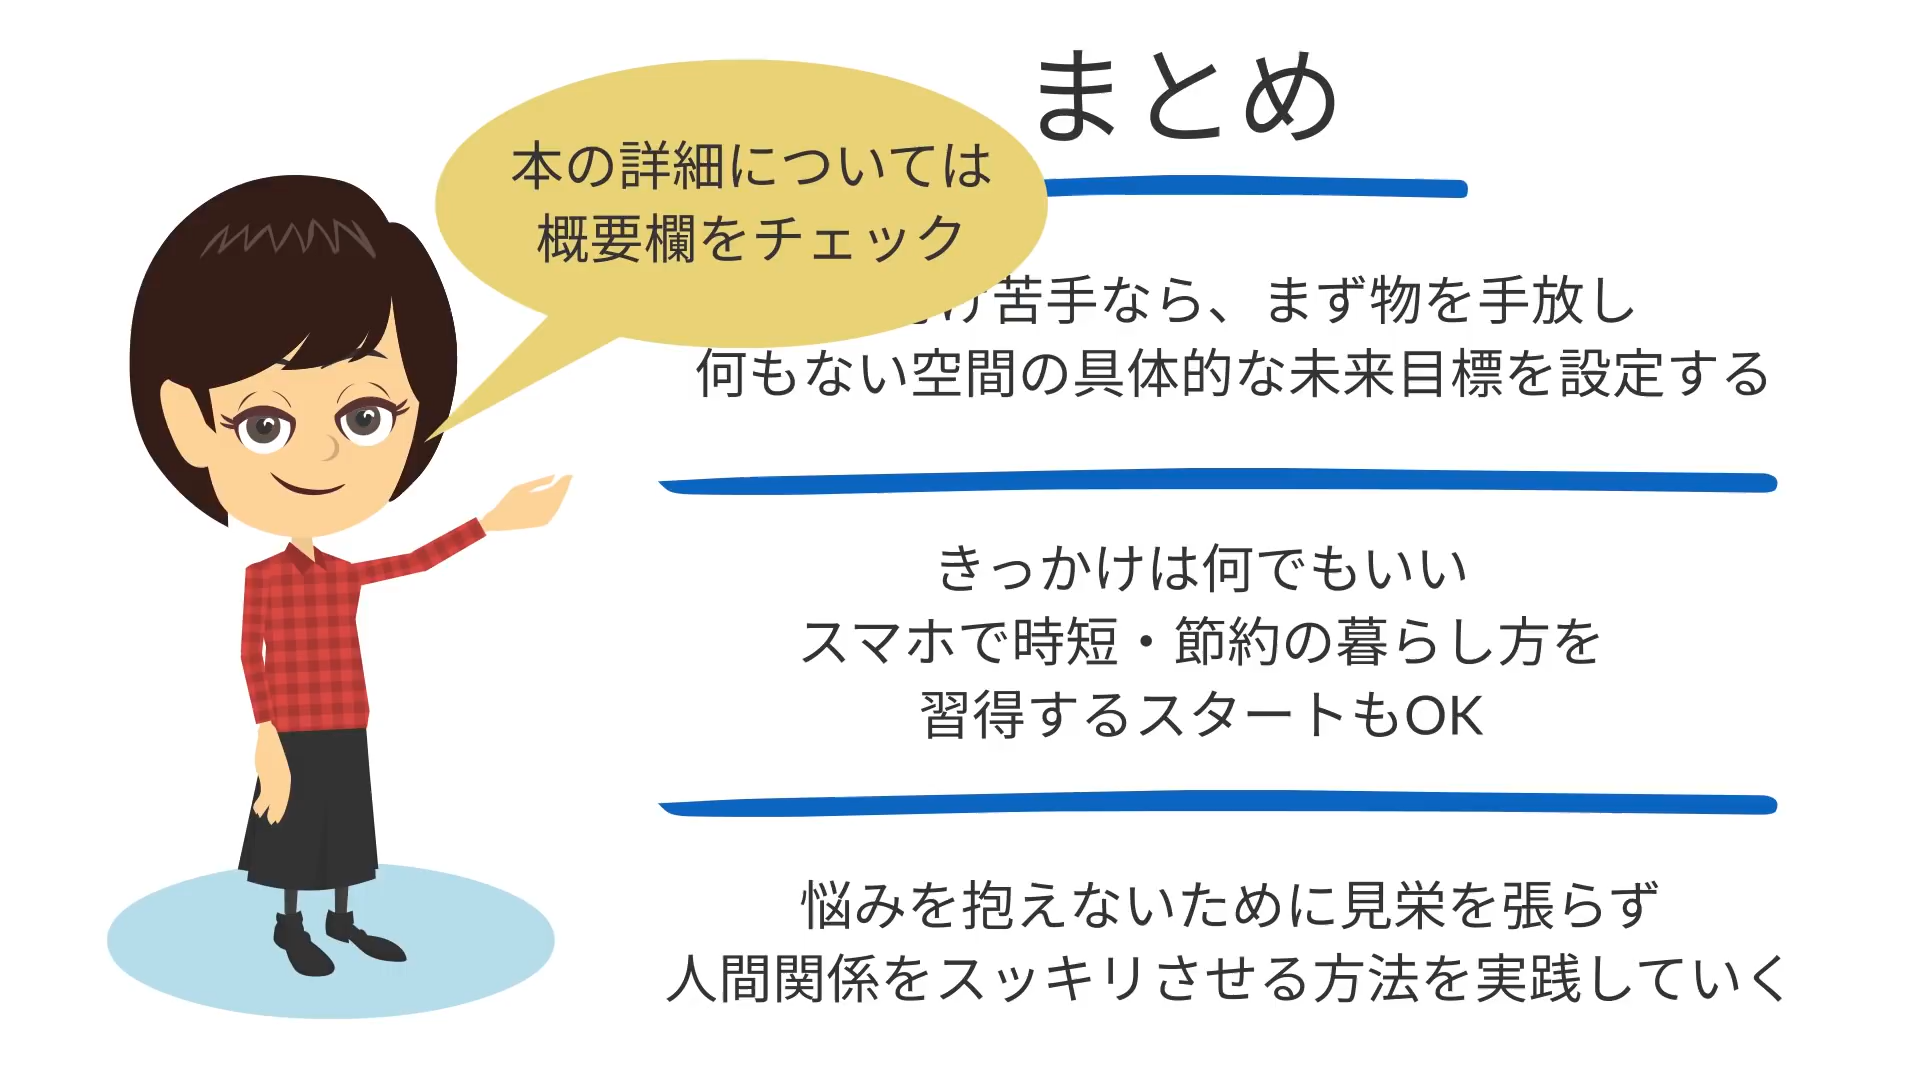 まとめ
本の詳細については
概要欄をチェック
苦手なら、まず物を手放し
何もない空間の具体的な未来目標を設定する
きっかけは何でもいい
スマホで時短・節約の暮らし方を
習得するスタートもOK
悩みを抱えないために見栄を張らず
人間関係をスッキリさせる方法を実践していく